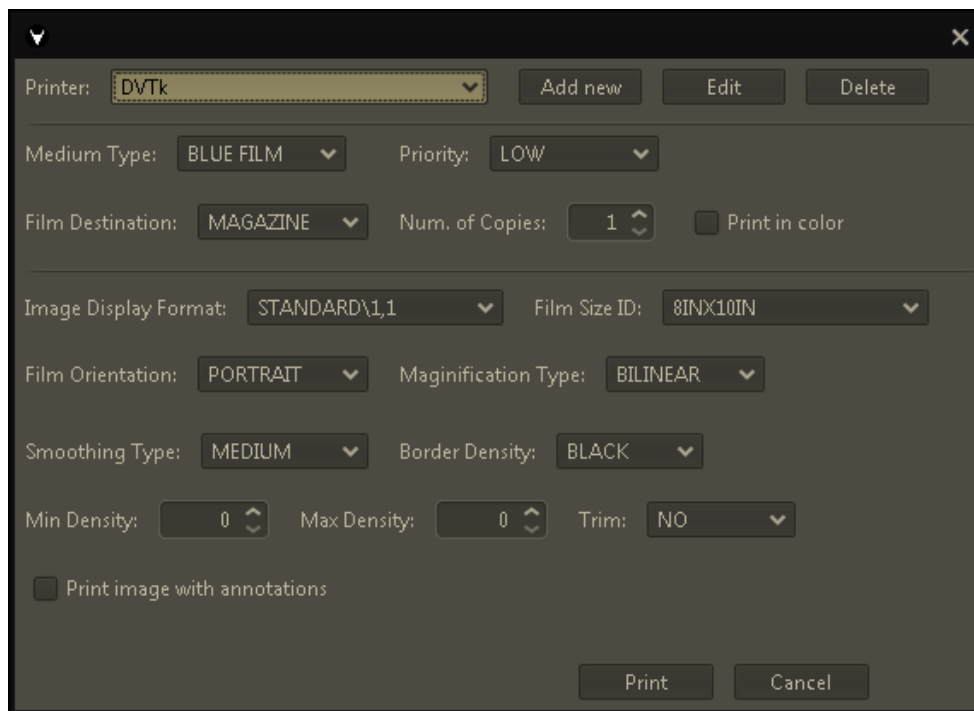 Printer: DVTk Add new Edit Delete
Medium Type: BLUE FILM Priority: LOW
Film Destination: MAGAZINE Num. of Copies: 1 Print in color
Image Display Format: STANDARD\1,1 Film Size ID: 8INX10IN
Film Orientation: PORTRAIT Maginification Type: BILINEAR
Smoothing Type: MEDIUM Border Density: BLACK
Min Density: 0 Max Density: 0 Trim: NO
Print image with annotations
Print Cancel